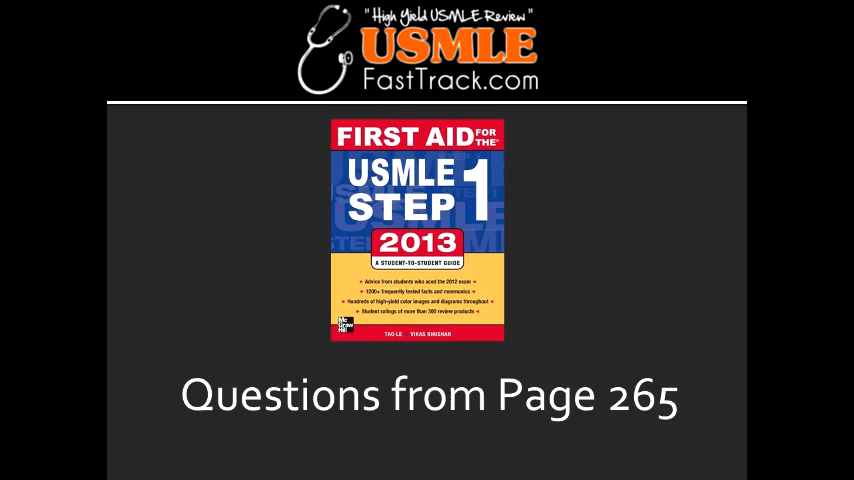 "High Yield USMLE Review"
USMLE
FastTrack.com
FIRST AID FOR THE
USMLE
STEP 1
2013
A STUDENT-TO-STUDENT GUIDE
Advice from students who aced the 2012 exam
1200+ frequently tested facts and mnemonics
Hundreds of high-yield color images and diagrams throughout
Student ratings of more than 300 review products
Mc
Graw
Hill
TAO LE VIKAS BHUSHAN
Questions from Page 265